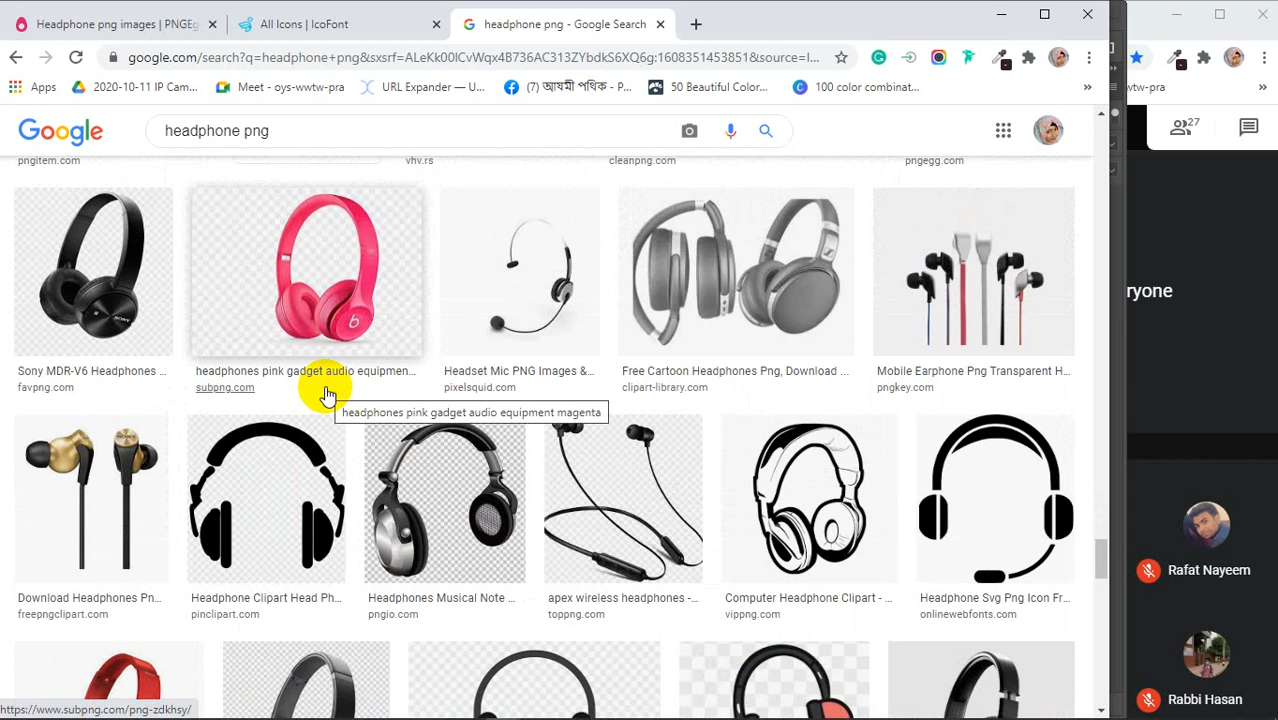 Headphone png images | PNGEg
All Icons | IcoFont
headphone png - Google Search
google.com/search?q=headphone+png&sxsrf=ALeKk00ICvWqx4B736AC313ZYbdkS6XQ6g:1608351453851&source=l...
Apps
2020-10-11 IP Cam...
Meet - oys-wwtw-pra
URL Expander — U...
(7) আযমী পথিক - P...
50 Beautiful Color...
100 color combinat...
»
twtw-pra
»
Google
headphone png
27
pngitem.com
vhv.rs
cleanpng.com
pngegg.com
SONY
b
Sony MDR-V6 Headphones ...
favpng.com
headphones pink gadget audio equipmen...
subpng.com
Headset Mic PNG Images &...
pixelsquid.com
Free Cartoon Headphones Png, Download ...
clipart-library.com
Mobile Earphone Png Transparent H...
pngkey.com
headphones pink gadget audio equipment magenta
ryone
SONY
Download Headphones Pn...
freepngclipart.com
Headphone Clipart Head Ph...
pinclipart.com
Headphones Musical Note ...
pngio.com
apex wireless headphones -...
toppng.com
Computer Headphone Clipart - ...
vippng.com
Headphone Svg Png Icon Fr...
onlinewebfonts.com
Rafat Nayeem
Rabbi Hasan
https://www.subpng.com/png-zdkhsy/